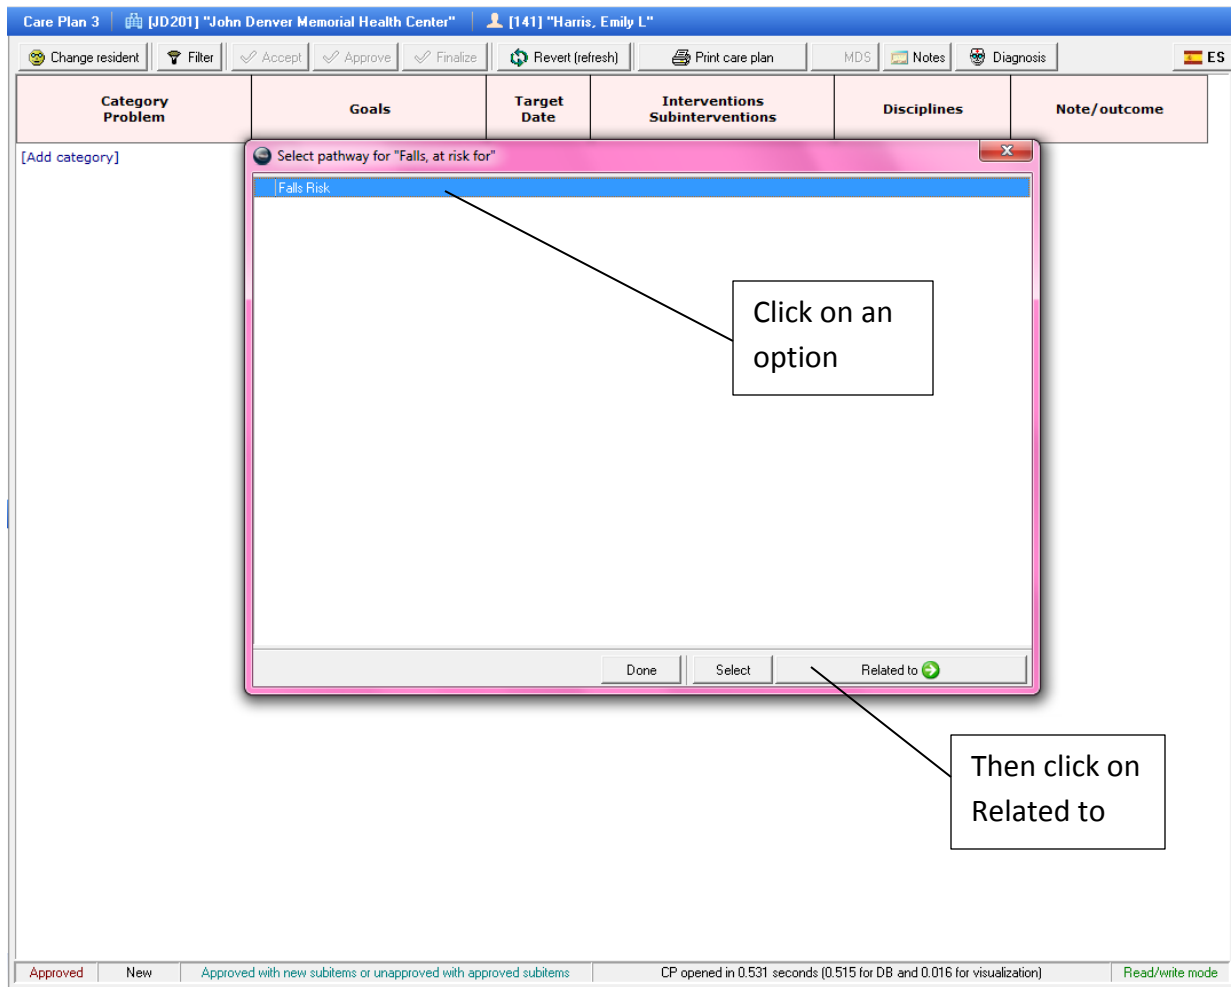 Care Plan 3 [JD201] "John Denver Memorial Health Center" [141] "Harris, Emily L"
Change resident Filter Accept Approve Finalize Revert (refresh) Print care plan MDS Notes Diagnosis ES
Category
Problem
Goals
Target
Date
Interventions
Subinterventions
Disciplines
Note/outcome
[Add category]
Select pathway for "Falls, at risk for"
Falls Risk
Click on an
option
Done Select Related to
Then click on
Related to
Approved New Approved with new subitems or unapproved with approved subitems CP opened in 0.531 seconds (0.515 for DB and 0.016 for visualization) Read/write mode